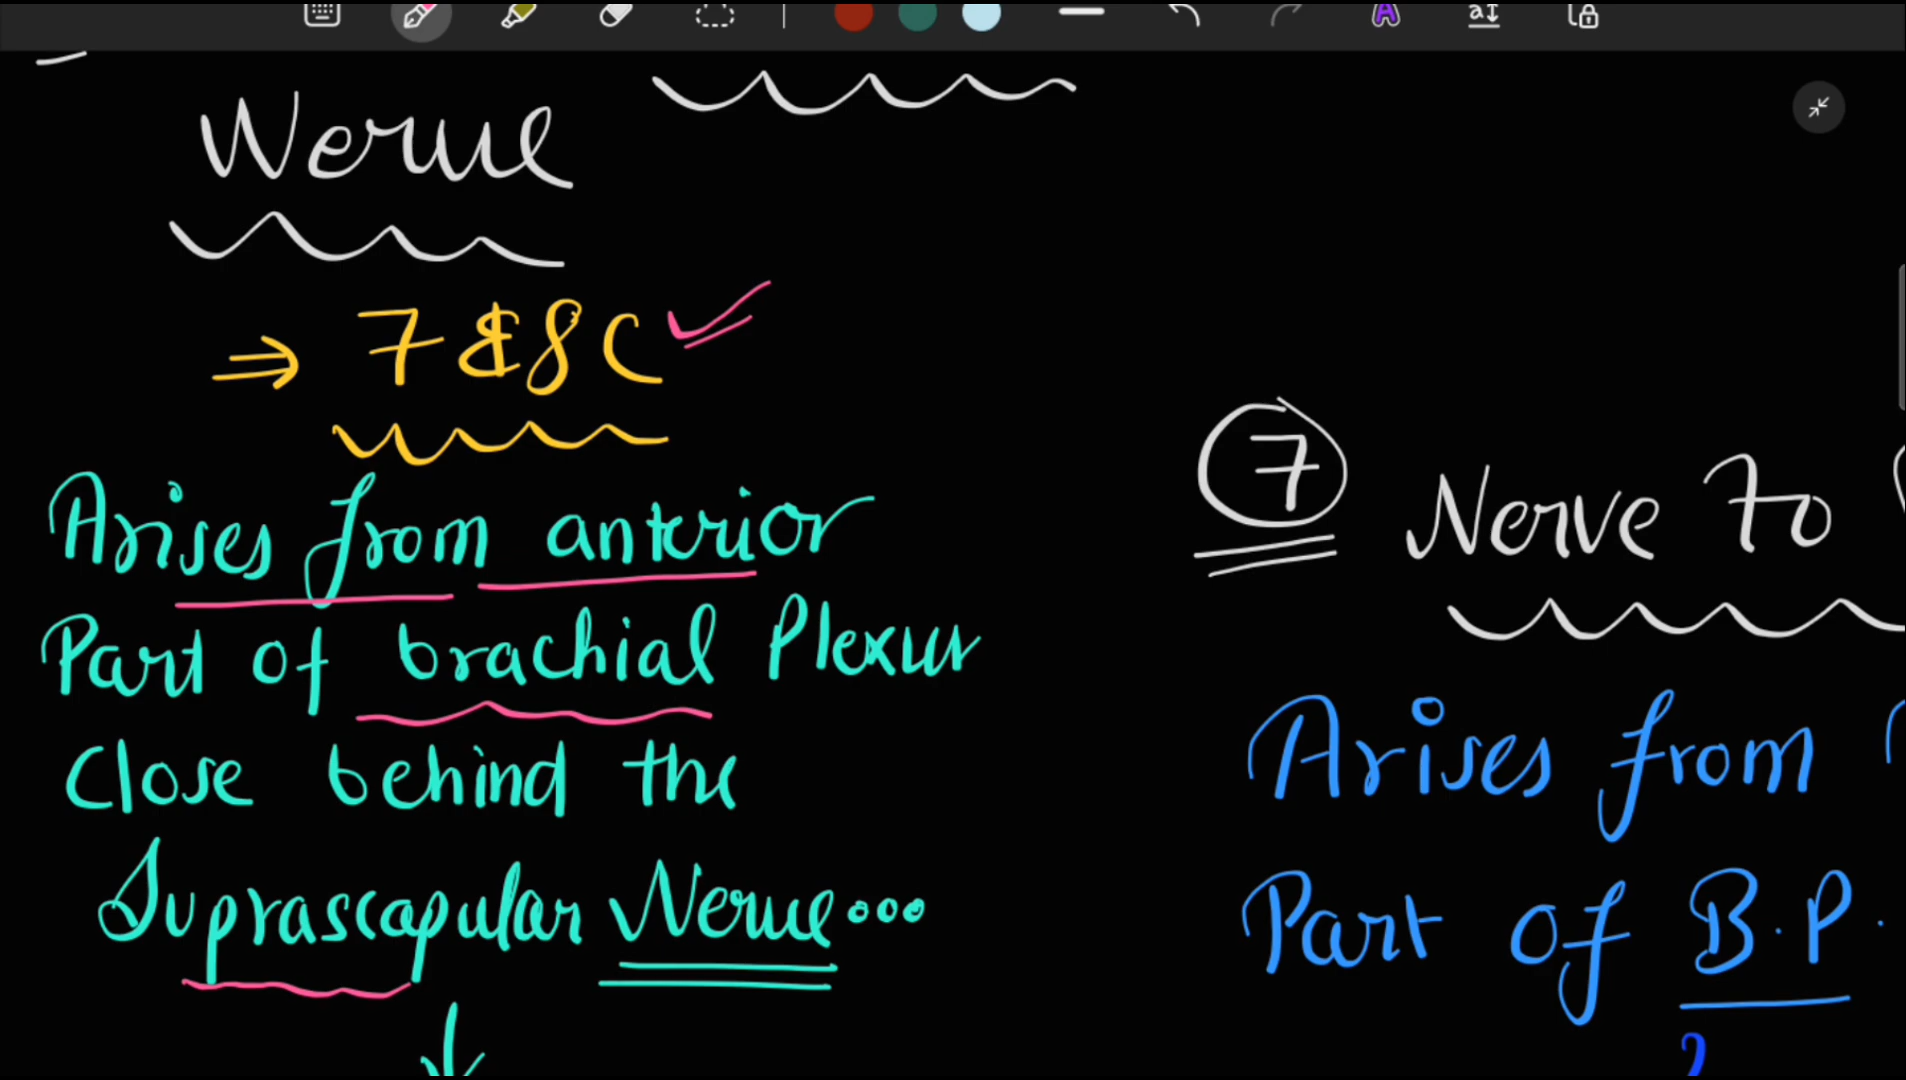 Nerve
⇒ 7 & 8 C
Arises from anterior
Part of brachial Plexus
Close behind the
Suprascapular Nerve...
7 Nerve To
Arises from
Part of B.P.